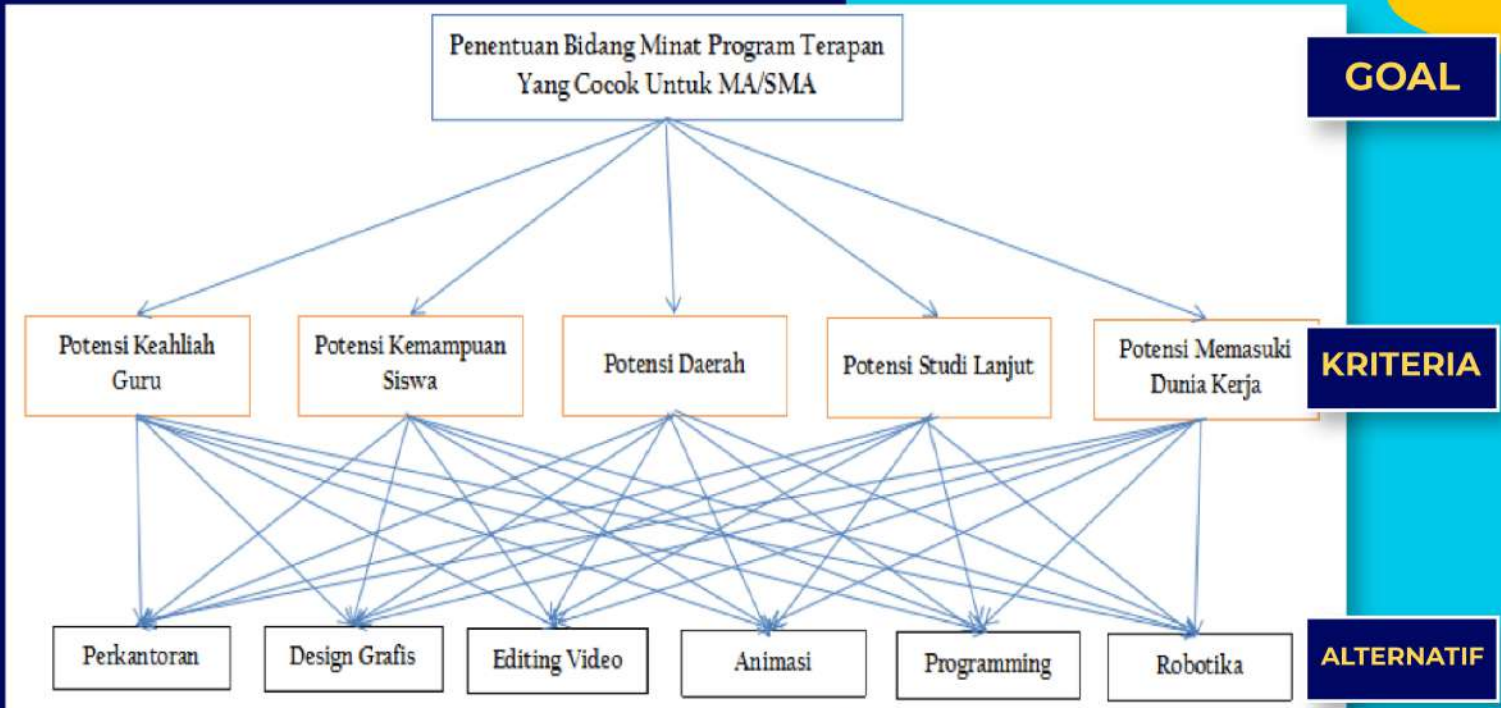 Penentuan Bidang Minat Program Terapan
Yang Cocok Untuk MA/SMA
GOAL
Potensi Keahliah
Guru
Potensi Kemampuan
Siswa
Potensi Daerah
Potensi Studi Lanjut
Potensi Memasuki
Dunia Kerja
KRITERIA
Perkantoran
Design Grafis
Editing Video
Animasi
Programming
Robotika
ALTERNATIF